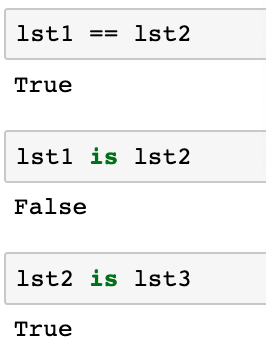 lst1 == lst2
True
lst1 is lst2
False
lst2 is lst3
True